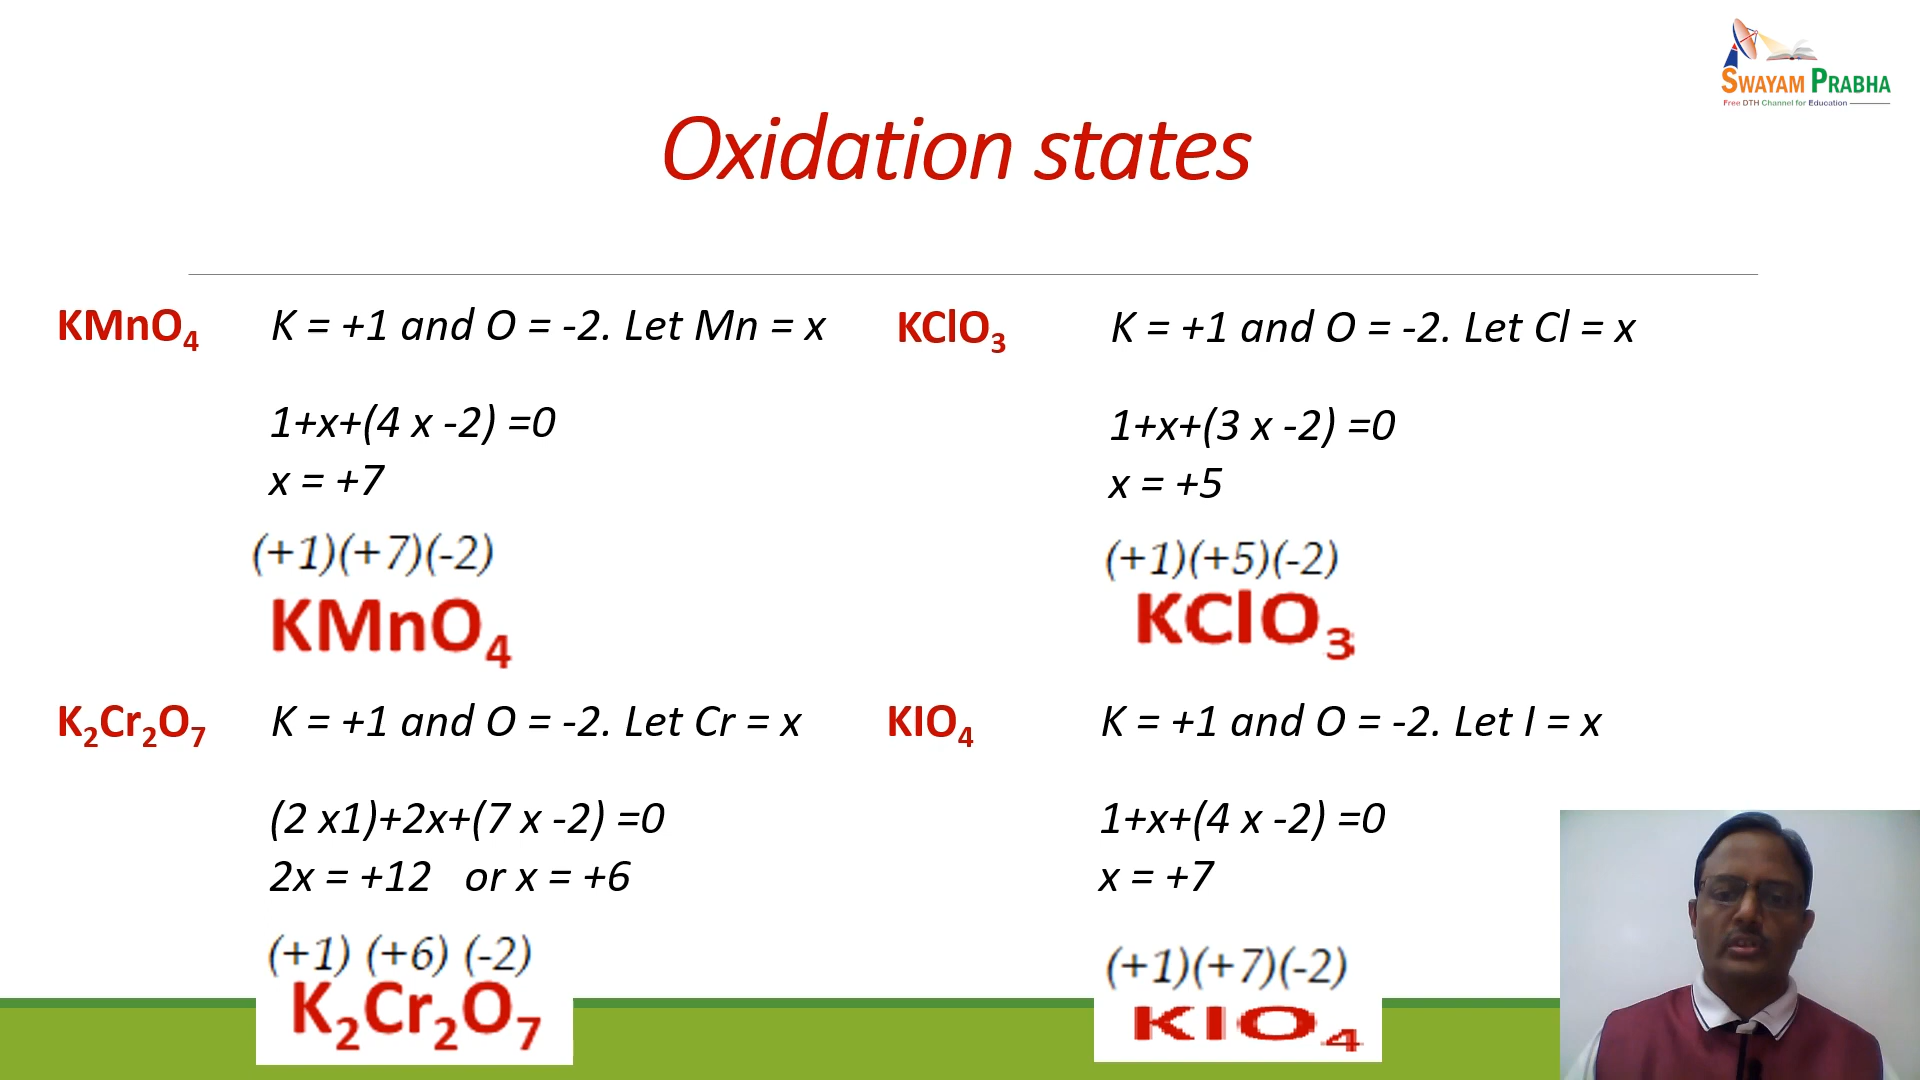 SWAYAM PRABHA
Free DTH Channel for Education
Oxidation states
KMnO₄ K = +1 and O = -2. Let Mn = x
1+x+(4 x -2) =0
x = +7
(+1)(+7)(-2)
KMnO₄
KClO₃ K = +1 and O = -2. Let Cl = x
1+x+(3 x -2) =0
x = +5
(+1)(+5)(-2)
KClO₃
K₂Cr₂O₇ K = +1 and O = -2. Let Cr = x
(2 x1)+2x+(7 x -2) =0
2x = +12 or x = +6
(+1) (+6) (-2)
K₂Cr₂O₇
KIO₄ K = +1 and O = -2. Let I = x
1+x+(4 x -2) =0
x = +7
(+1)(+7)(-2)
KIO₄